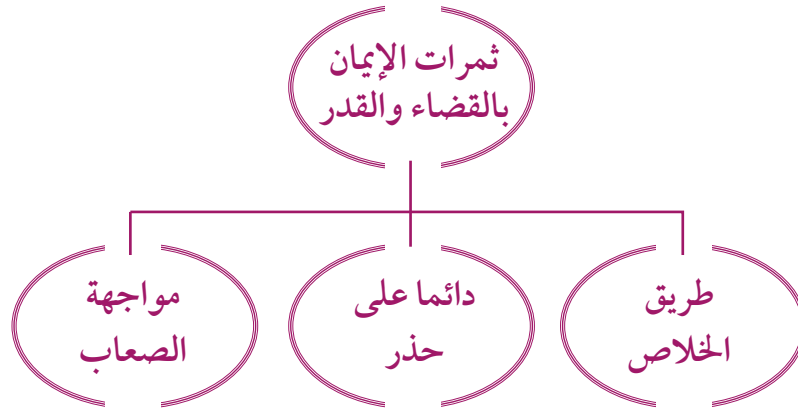 ثمرات الإيمان
بالقضاء والقدر
طريق
الخلاص
دائما على
حذر
مواجهة
الصعاب